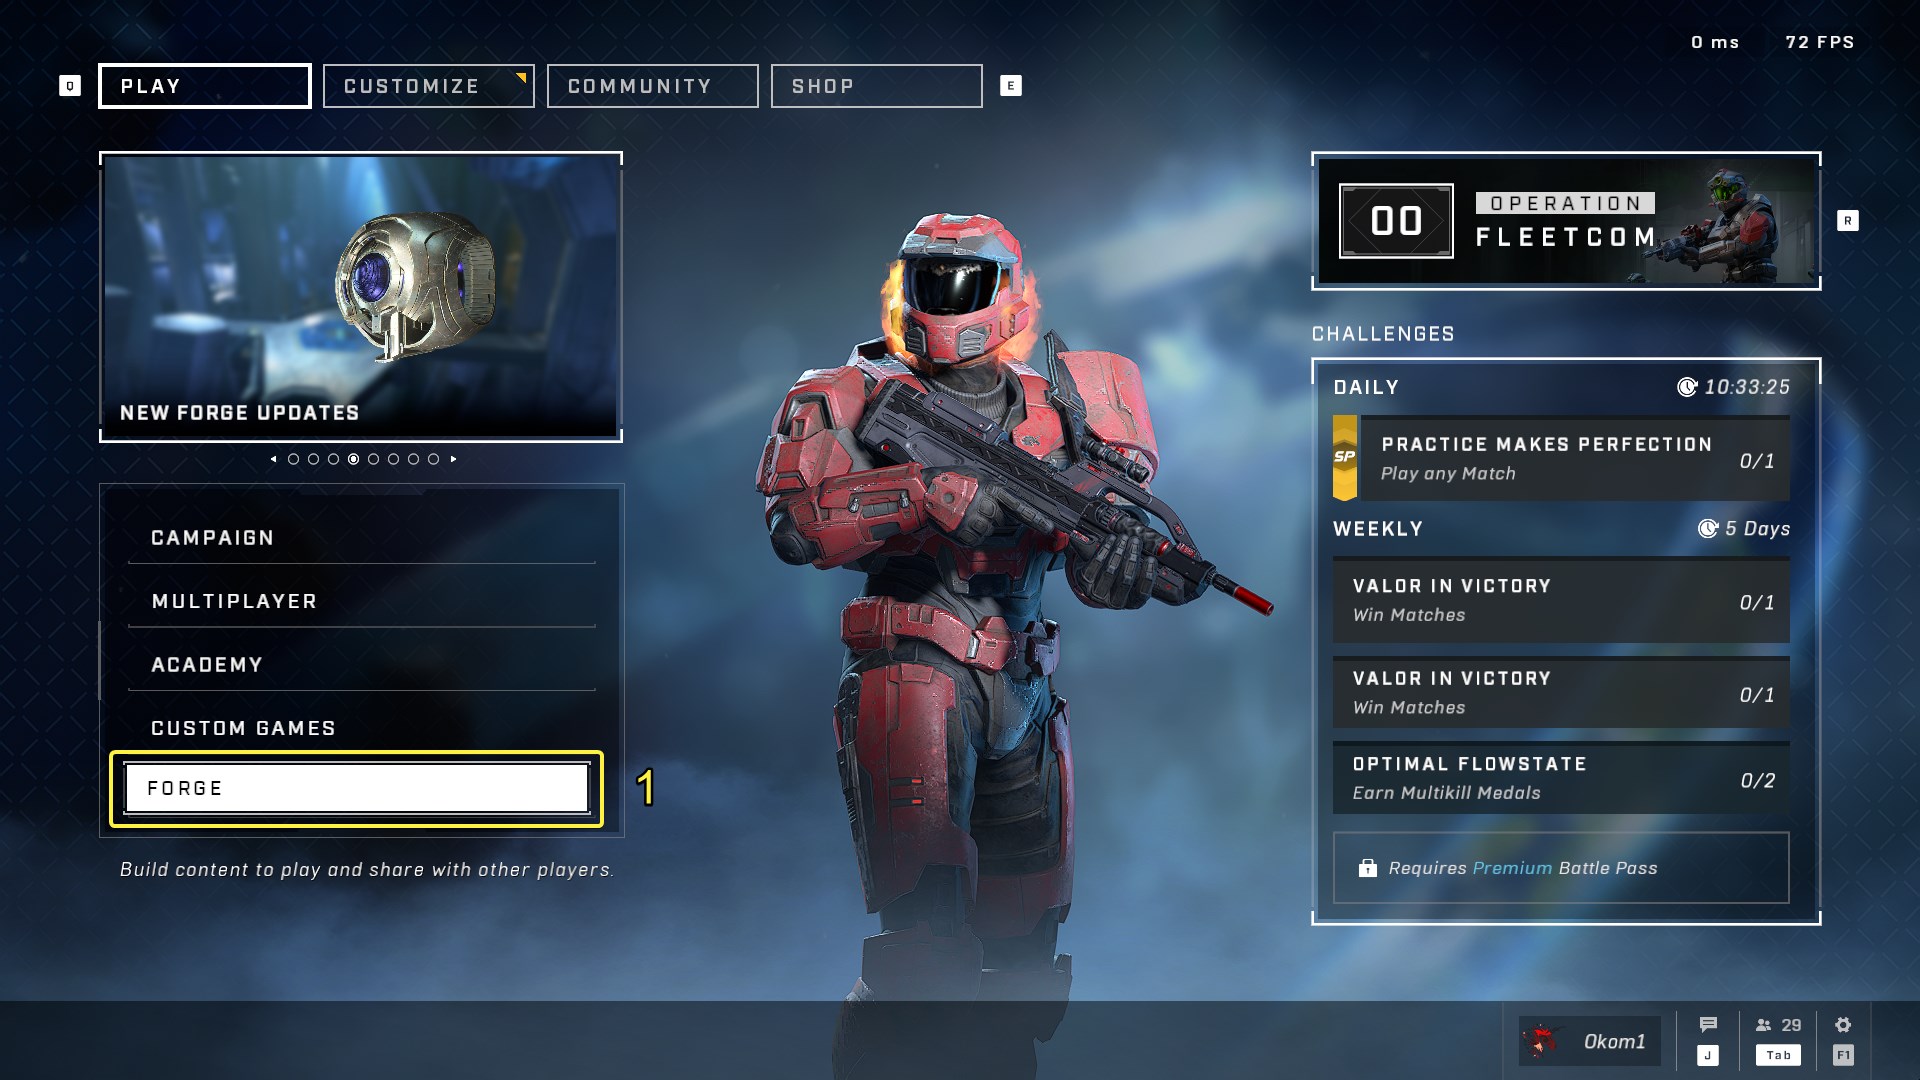 0 ms 72 FPS
Q PLAY CUSTOMIZE COMMUNITY SHOP E
NEW FORGE UPDATES
CAMPAIGN
MULTIPLAYER
ACADEMY
CUSTOM GAMES
FORGE
1
Build content to play and share with other players.
00
OPERATION
FLEETCOM
R
CHALLENGES
DAILY 10:33:25
SP
PRACTICE MAKES PERFECTION
Play any Match
0/1
WEEKLY 5 Days
VALOR IN VICTORY
Win Matches
0/1
VALOR IN VICTORY
Win Matches
0/1
OPTIMAL FLOWSTATE
Earn Multikill Medals
0/2
Requires Premium Battle Pass
Okom1
J
29
Tab
F1